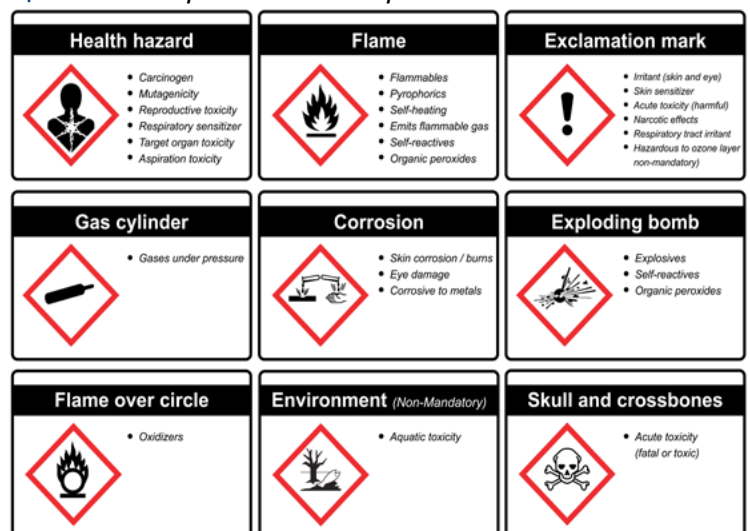 Health hazard
Carcinogen
Mutagenicity
Reproductive toxicity
Respiratory sensitizer
Target organ toxicity
Aspiration toxicity
Flame
Flammables
Pyrophorics
Self-heating
Emits flammable gas
Self-reactives
Organic peroxides
Exclamation mark
Irritant (skin and eye)
Skin sensitizer
Acute toxicity (harmful)
Narcotic effects
Respiratory tract irritant
Hazardous to ozone layer
non-mandatory)
Gas cylinder
Gases under pressure
Corrosion
Skin corrosion / burns
Eye damage
Corrosive to metals
Exploding bomb
Explosives
Self-reactives
Organic peroxides
Flame over circle
Oxidizers
Environment (Non-Mandatory)
Aquatic toxicity
Skull and crossbones
Acute toxicity
(fatal or toxic)